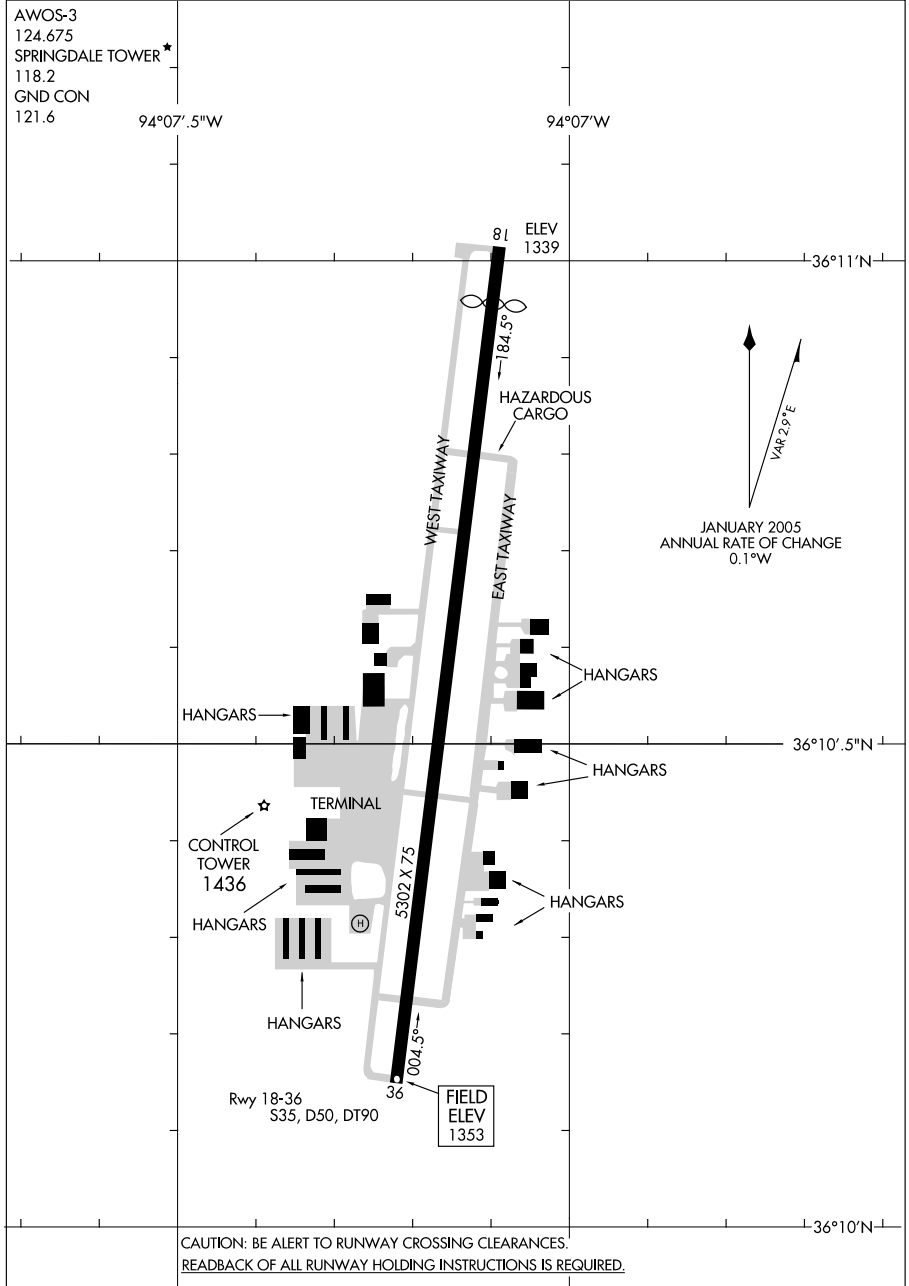 AWOS-3
124.675
SPRINGDALE TOWER
118.2
GND CON
121.6
94°07'.5"W
94°07'W
18
ELEV
1339
36°11'N
184.5°
HAZARDOUS
CARGO
VAR 2.9°E
WEST TAXIWAY
EAST TAXIWAY
JANUARY 2005
ANNUAL RATE OF CHANGE
0.1°W
HANGARS
HANGARS
36°10'.5"N
HANGARS
TERMINAL
CONTROL
TOWER
1436
5302 X 75
HANGARS
HANGARS
H
HANGARS
004.5°
36
Rwy 18-36
S35, D50, DT90
FIELD
ELEV
1353
36°10'N
CAUTION: BE ALERT TO RUNWAY CROSSING CLEARANCES.
READBACK OF ALL RUNWAY HOLDING INSTRUCTIONS IS REQUIRED.